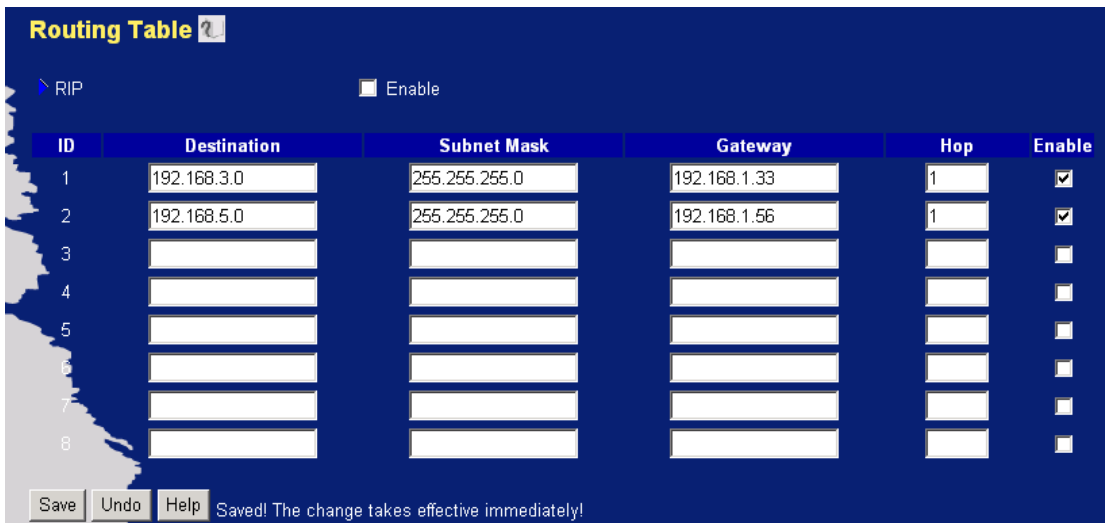 Routing Table
RIP Enable
ID Destination Subnet Mask Gateway Hop Enable
1 192.168.3.0 255.255.255.0 192.168.1.33 1
2 192.168.5.0 255.255.255.0 192.168.1.56 1
3
4
5
6
7
8
Save Undo Help Saved! The change takes effective immediately!